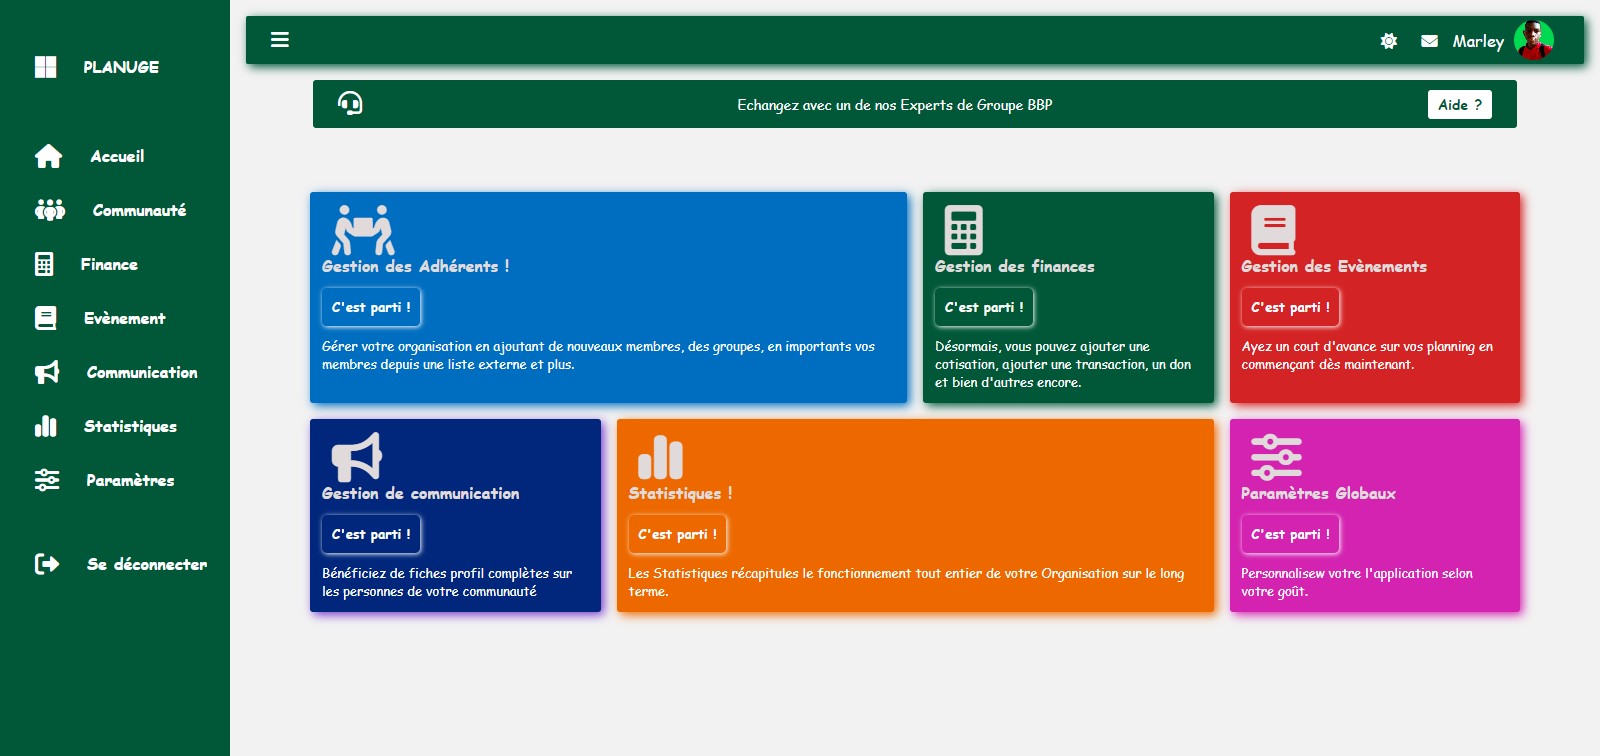 PLANUGE
Accueil
Communauté
Finance
Evènement
Communication
Statistiques
Paramètres
Se déconnecter
Marley
Echangez avec un de nos Experts de Groupe BBP
Aide ?
Gestion des Adhérents !
C'est parti !
Gérer votre organisation en ajoutant de nouveaux membres, des groupes, en importants vos
membres depuis une liste externe et plus.
Gestion des finances
C'est parti !
Désormais, vous pouvez ajouter une
cotisation, ajouter une transaction, un don
et bien d'autres encore.
Gestion des Evènements
C'est parti !
Ayez un cout d'avance sur vos planning en
commençant dès maintenant.
Gestion de communication
C'est parti !
Bénéficiez de fiches profil complètes sur
les personnes de votre communauté
Statistiques !
C'est parti !
Les Statistiques récapitules le fonctionnement tout entier de votre Organisation sur le long
terme.
Paramètres Globaux
C'est parti !
Personnalisew votre l'application selon
votre goût.